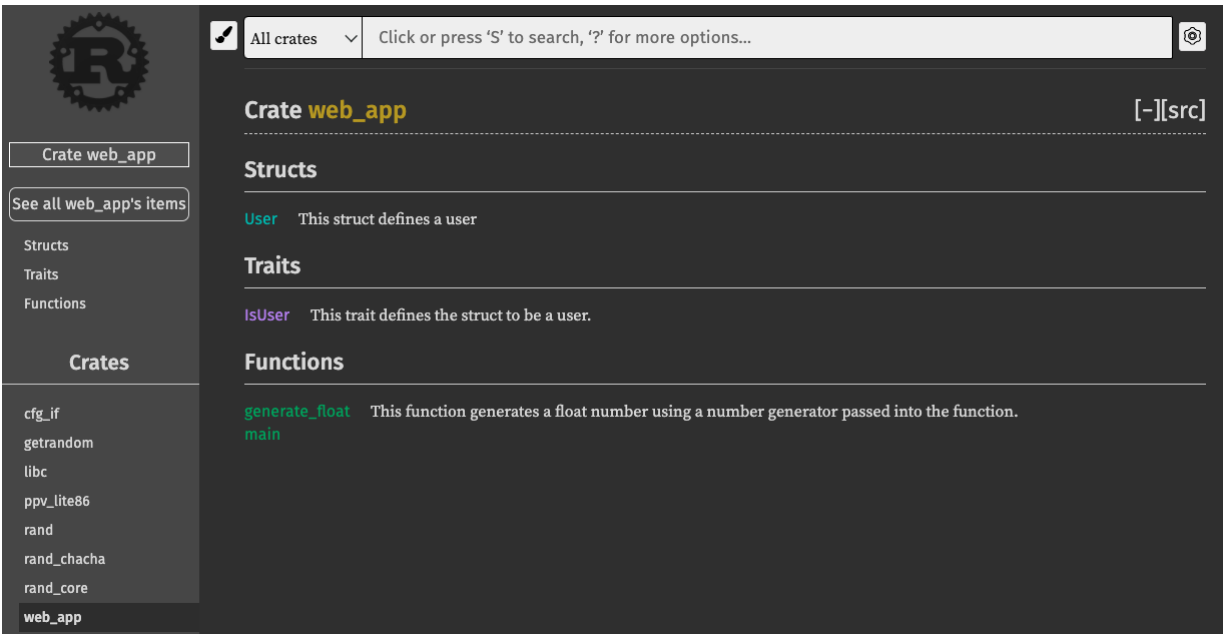 R
Crate web_app
See all web_app's items
Structs
Traits
Functions
Crates
cfg_if
getrandom
libc
ppv_lite86
rand
rand_chacha
rand_core
web_app
All crates
Click or press ‘S’ to search, ‘?’ for more options...
Crate web_app
[-][src]
Structs
User This struct defines a user
Traits
IsUser This trait defines the struct to be a user.
Functions
generate_float This function generates a float number using a number generator passed into the function.
main